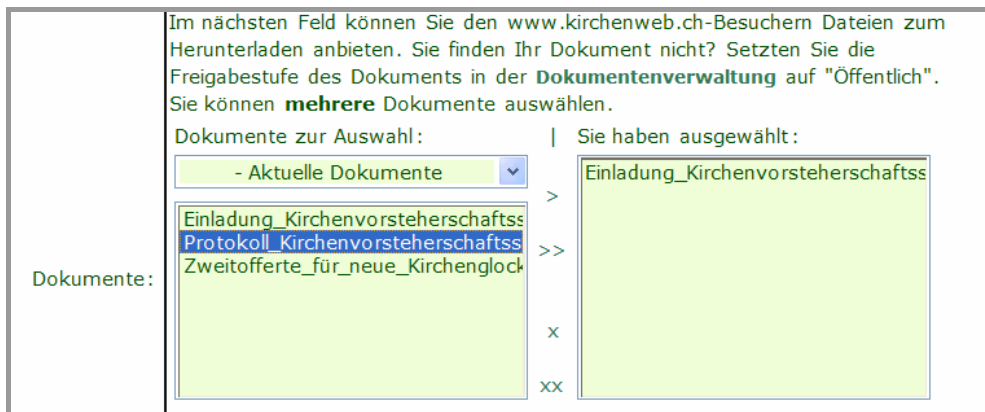 Im nächsten Feld können Sie den www.kirchenweb.ch-Besuchern Dateien zum
Herunterladen anbieten. Sie finden Ihr Dokument nicht? Setzten Sie die
Freigabestufe des Dokuments in der Dokumentenverwaltung auf "Öffentlich".
Sie können mehrere Dokumente auswählen.
Dokumente zur Auswahl: | Sie haben ausgewählt:
- Aktuelle Dokumente
Einladung_Kirchenvorsteherschaftss
>
Einladung_Kirchenvorsteherschaftss
Protokoll_Kirchenvorsteherschaftss
>>
Zweitofferte_für_neue_Kirchenglock
Dokumente:
x
xx